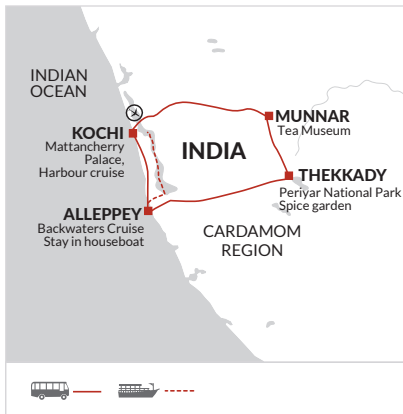 INDIAN
OCEAN
KOCHI
Mattancherry
Palace,
Harbour cruise
INDIA
MUNNAR
Tea Museum
THEKKADY
Periyar National Park
Spice garden
ALLEPPEY
Backwaters Cruise
Stay in houseboat
CARDAMOM
REGION